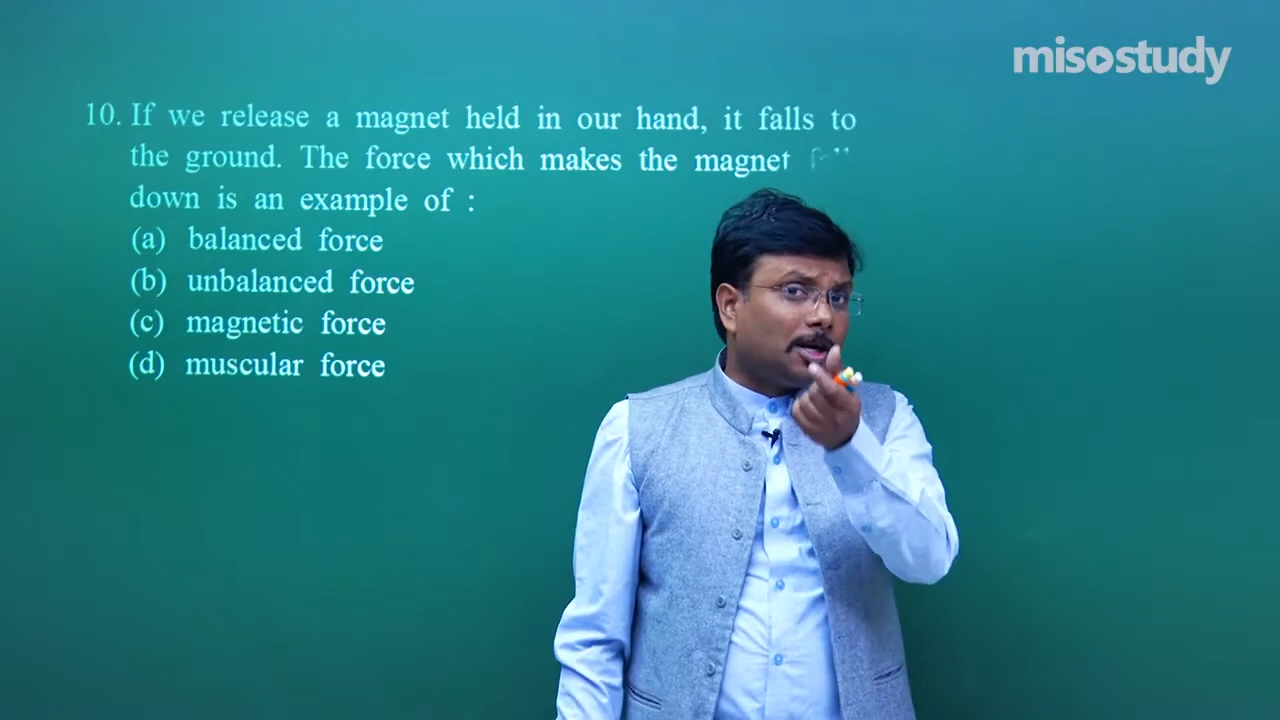 misostudy
10. If we release a magnet held in our hand, it falls to
the ground. The force which makes the magnet
down is an example of :
(a) balanced force
(b) unbalanced force
(c) magnetic force
(d) muscular force